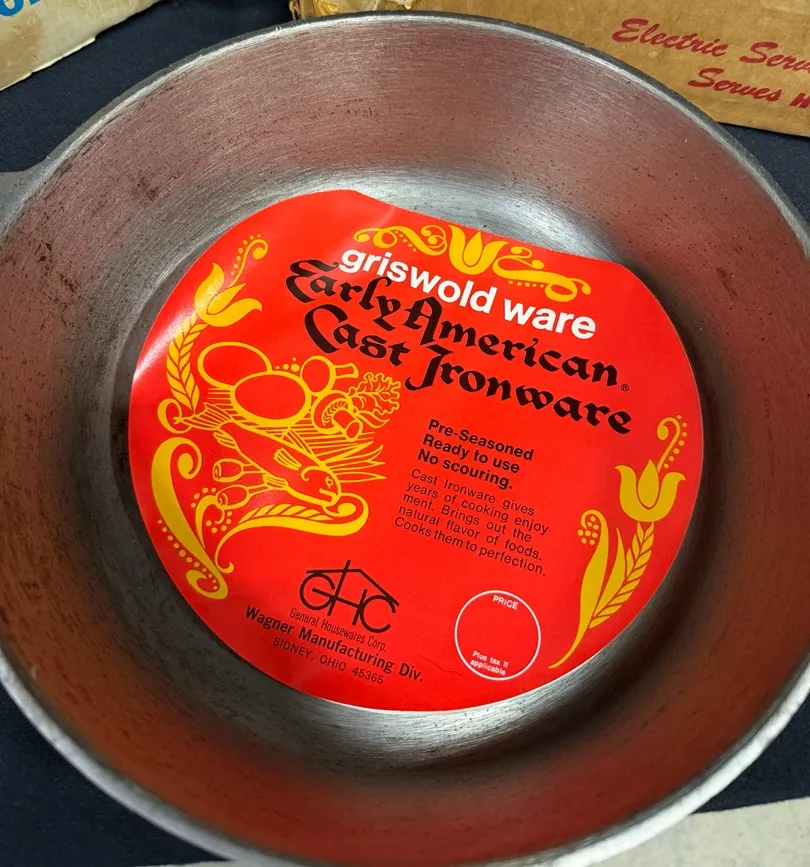 Electric
Serves
griswold ware
Early American
Cast Ironware®
Pre-Seasoned
Ready to use
No scouring.
Cast Ironware gives
years of cooking enjoy-
ment. Brings out the
natural flavor of foods.
Cooks them to perfection.
GHC
General Housewares Corp.
Wagner Manufacturing Div.
SIDNEY, OHIO 45365
PRICE
Plus tax if
applicable